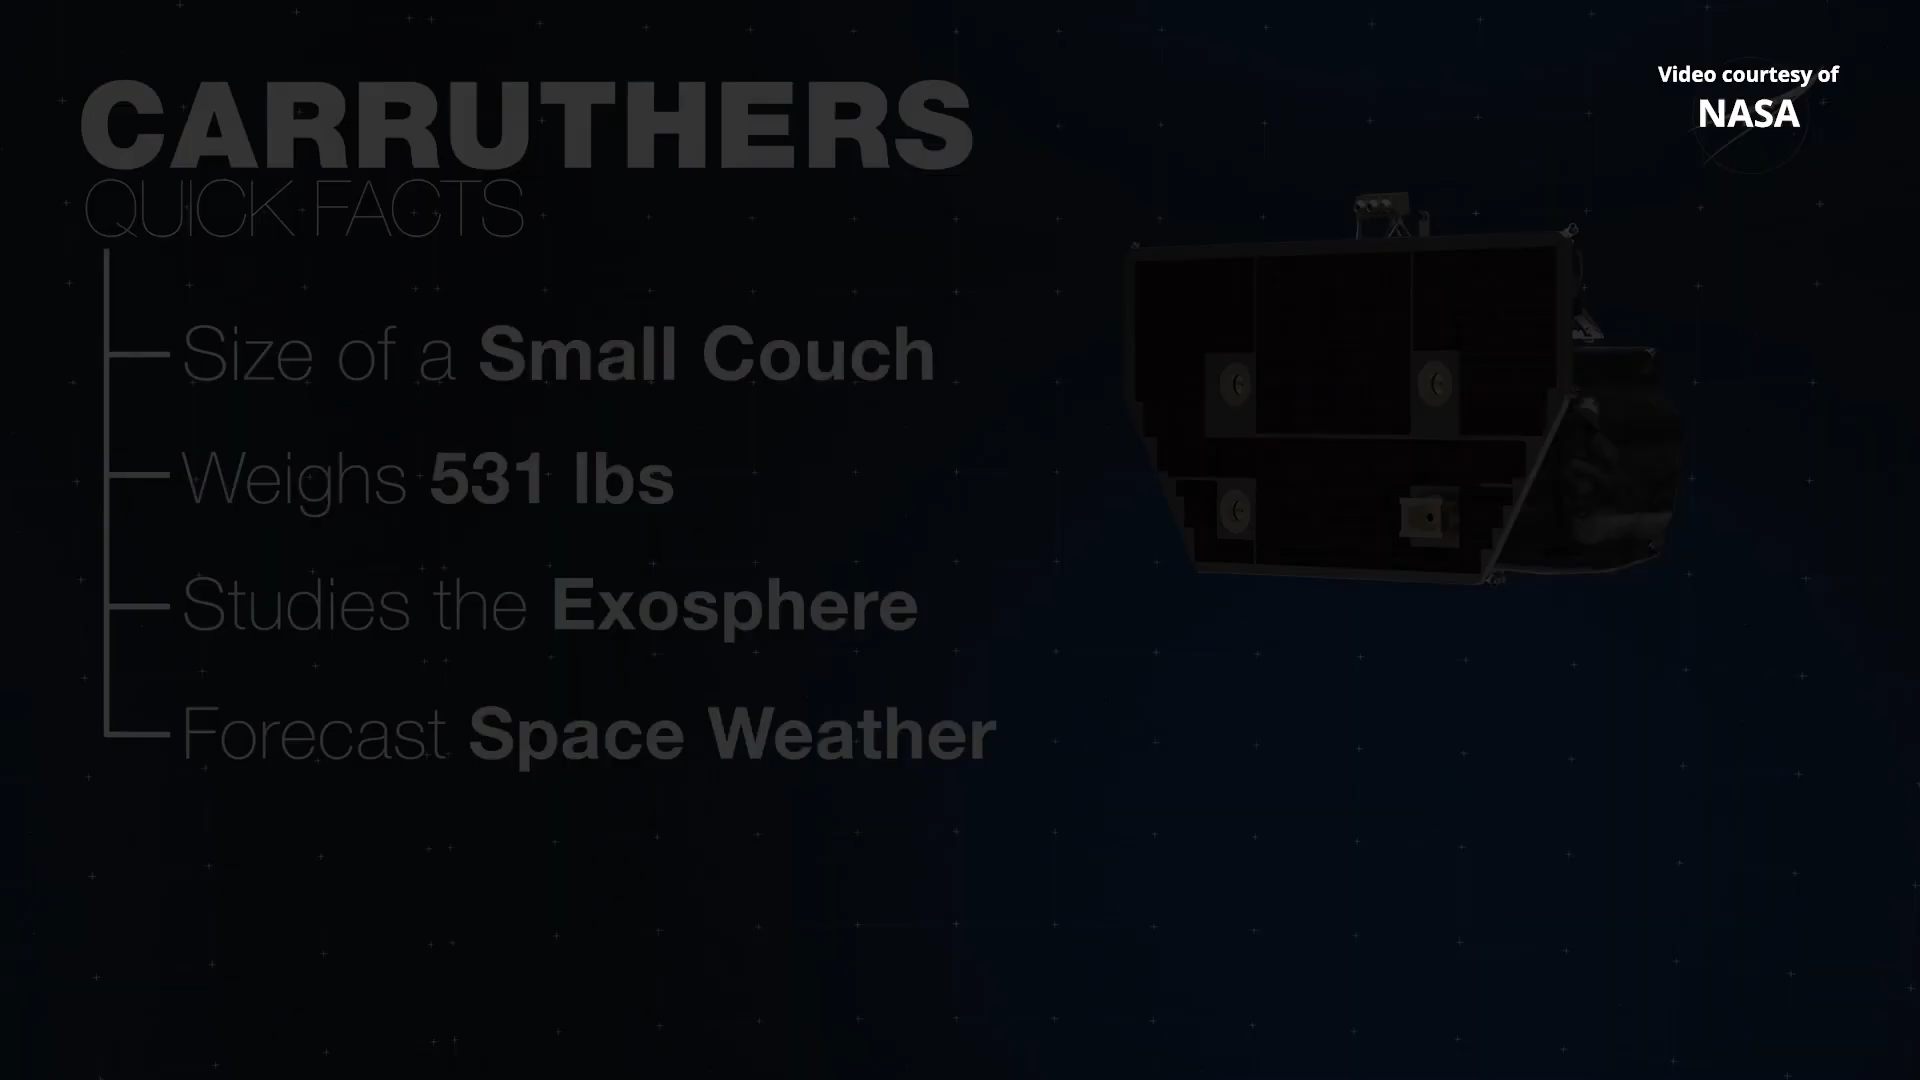 Video courtesy of
NASA
CARRUTHERS
QUICK FACTS
Size of a Small Couch
Weighs 531 lbs
Studies the Exosphere
Forecast Space Weather